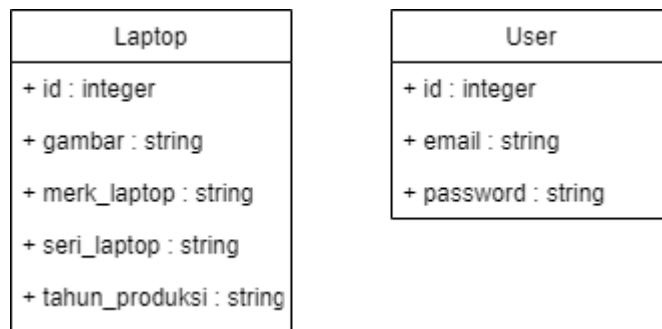 Laptop
+ id : integer
+ gambar : string
+ merk_laptop : string
+ seri_laptop : string
+ tahun_produksi : string
User
+ id : integer
+ email : string
+ password : string